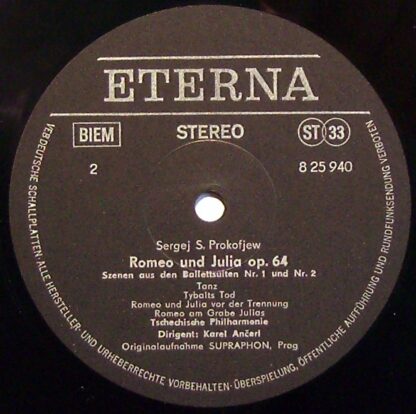 ETERNA
BIEM STEREO ST 33
2 8 25 940
Sergej S. Prokofjew
Romeo und Julia op. 64
Szenen aus den Ballettsuiten Nr. 1 und Nr. 2
Tanz
Tybalts Tod
Romeo und Julia vor der Trennung
Romeo am Grabe Julias
Tschechische Philharmonie
Dirigent: Karel Ančerl
Originalaufnahme SUPRAPHON, Prag
VEB DEUTSCHE SCHALLPLATTEN · ALLE HERSTELLER- UND URHEBERRECHTE VORBEHALTEN · ÜBERSPIELUNG, ÖFFENTLICHE AUFFÜHRUNG UND RUNDFUNKSENDUNG VERBOTEN